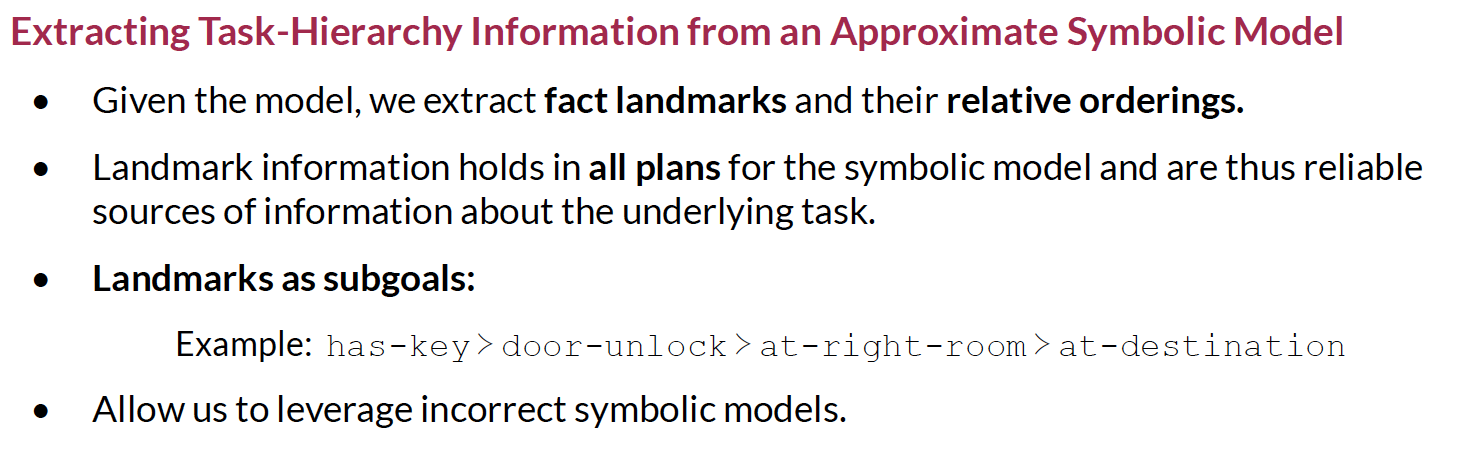 Extracting Task-Hierarchy Information from an Approximate Symbolic Model
• Given the model, we extract fact landmarks and their relative orderings.
• Landmark information holds in all plans for the symbolic model and are thus reliable
sources of information about the underlying task.
• Landmarks as subgoals:
Example: has-key>door-unlock>at-right-room>at-destination
• Allow us to leverage incorrect symbolic models.